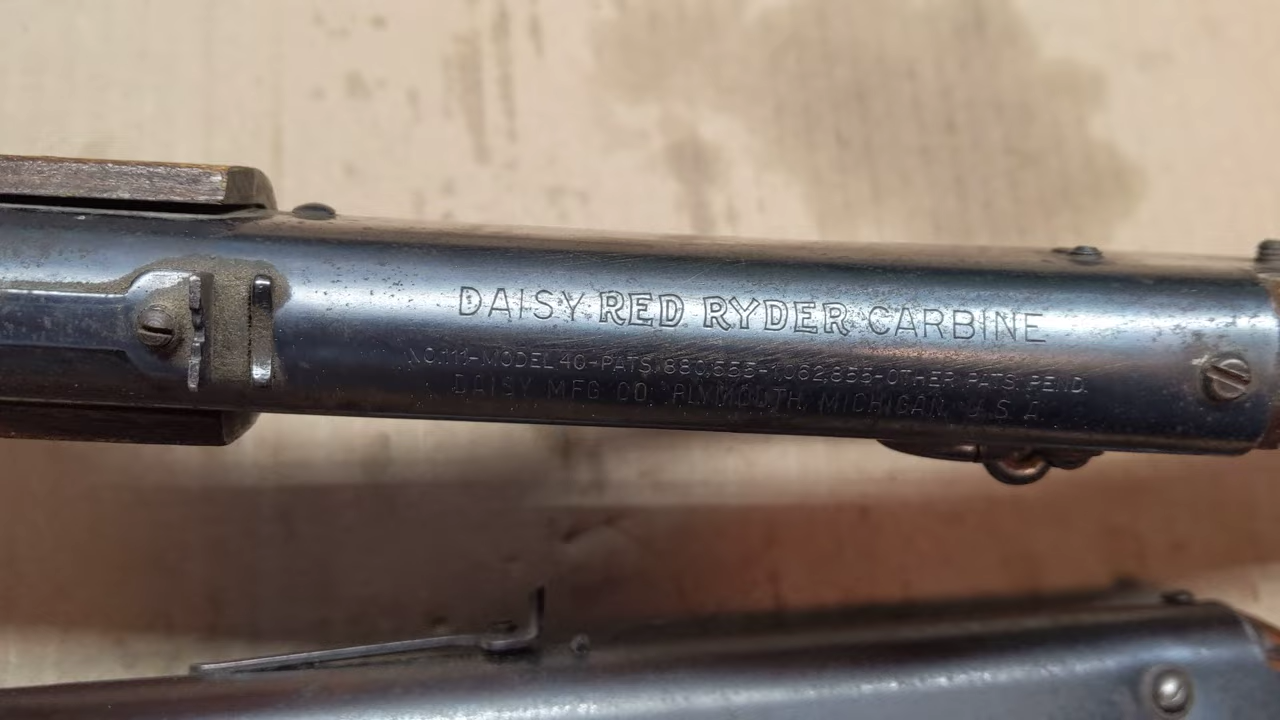 DAISY RED RYDER CARBINE
NO.111-MODEL 40-PATS.880,555-1,062,855-OTHER PATS. PEND.
DAISY MFG. CO. PLYMOUTH, MICHIGAN, U.S.A.